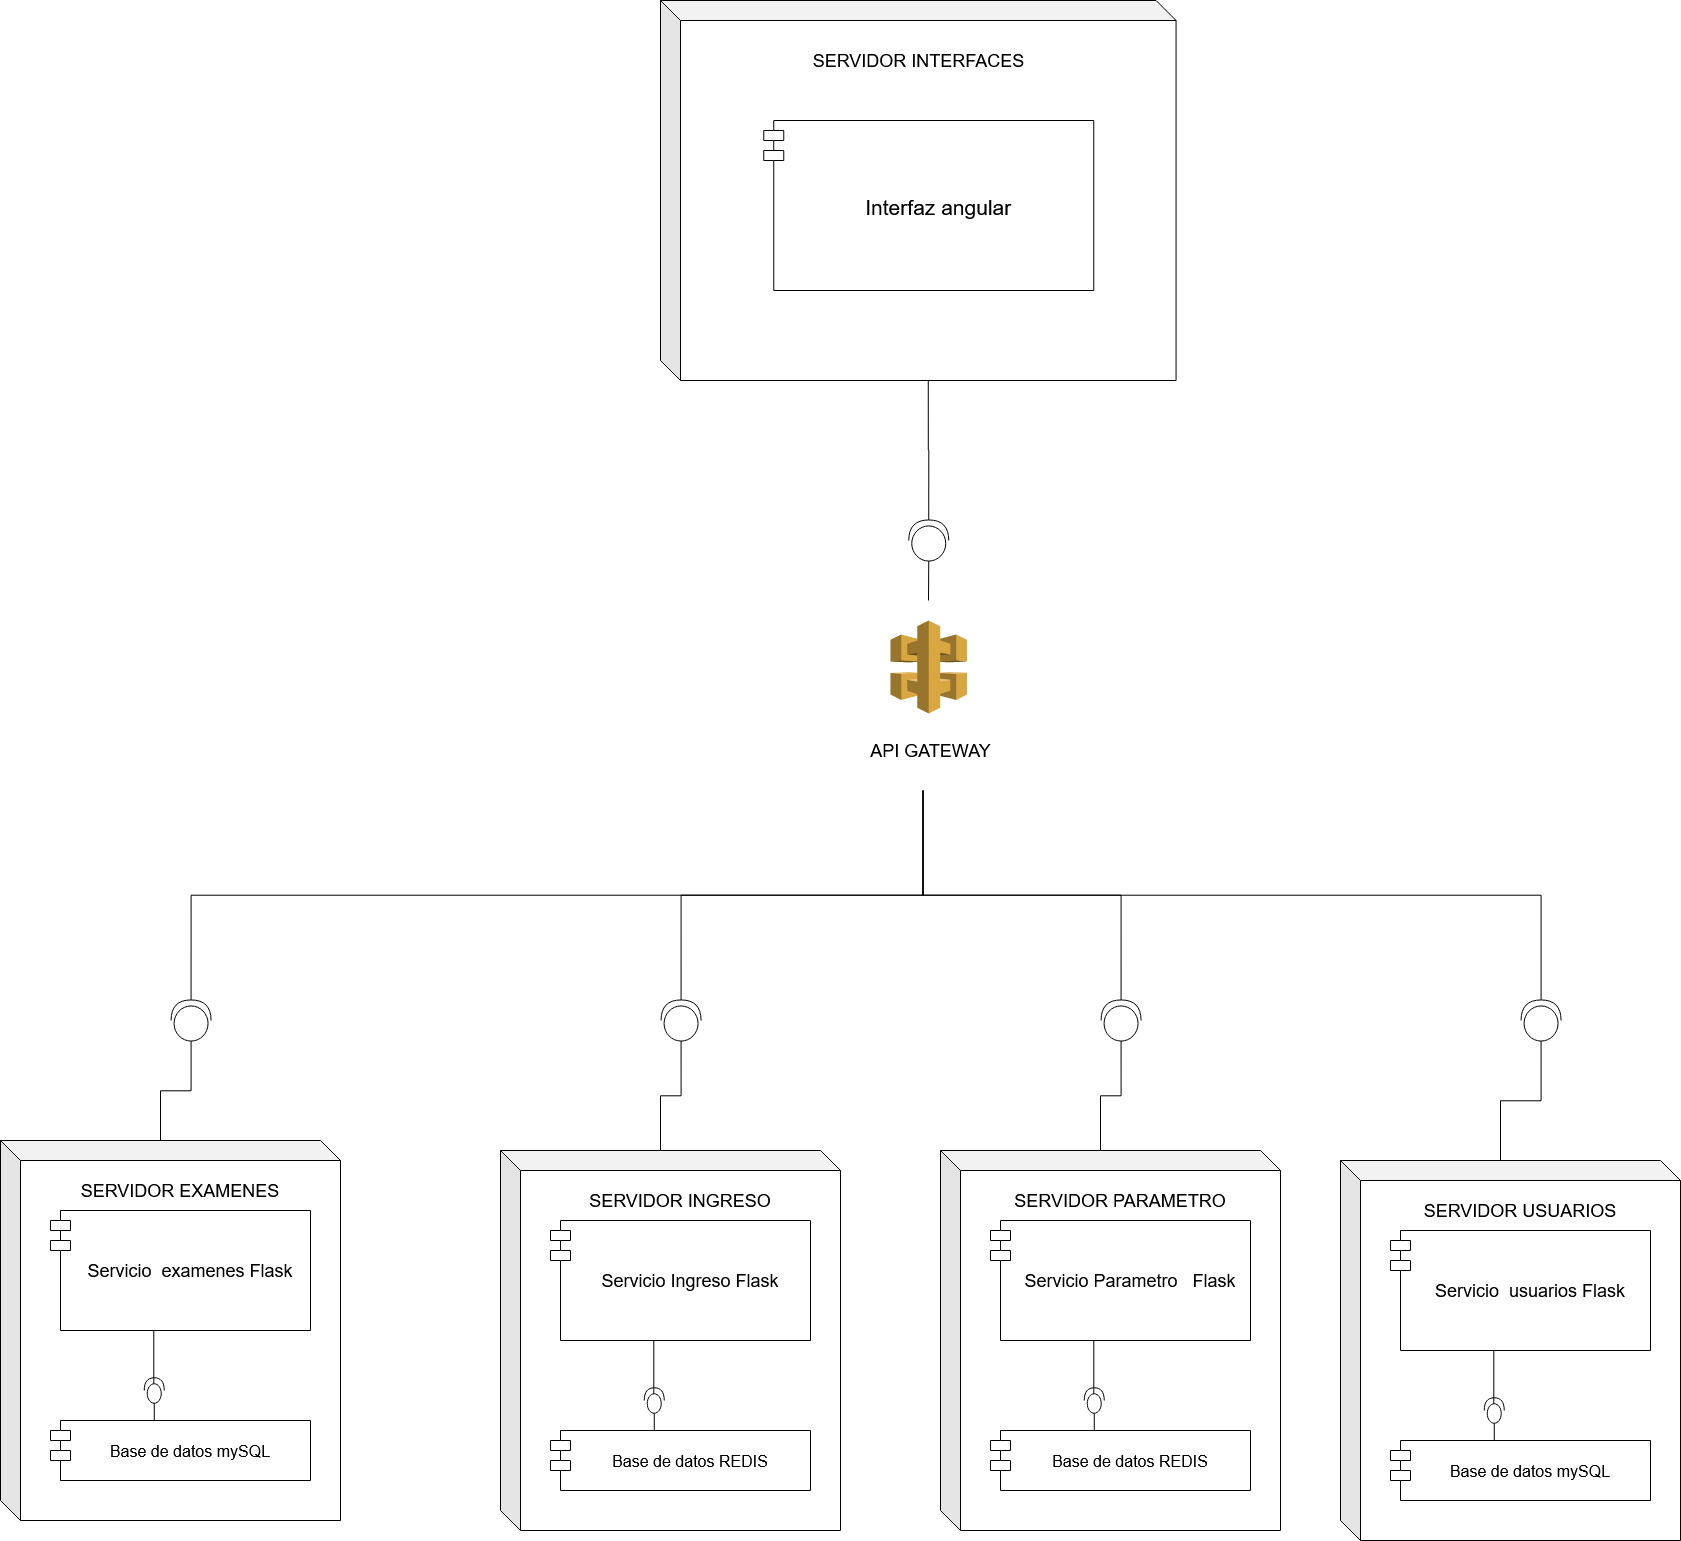 SERVIDOR INTERFACES
Interfaz angular
API GATEWAY
SERVIDOR EXAMENES
Servicio  examenes Flask
Base de datos mySQL
SERVIDOR INGRESO
Servicio Ingreso Flask
Base de datos REDIS
SERVIDOR PARAMETRO
Servicio Parametro   Flask
Base de datos REDIS
SERVIDOR USUARIOS
Servicio  usuarios Flask
Base de datos mySQL